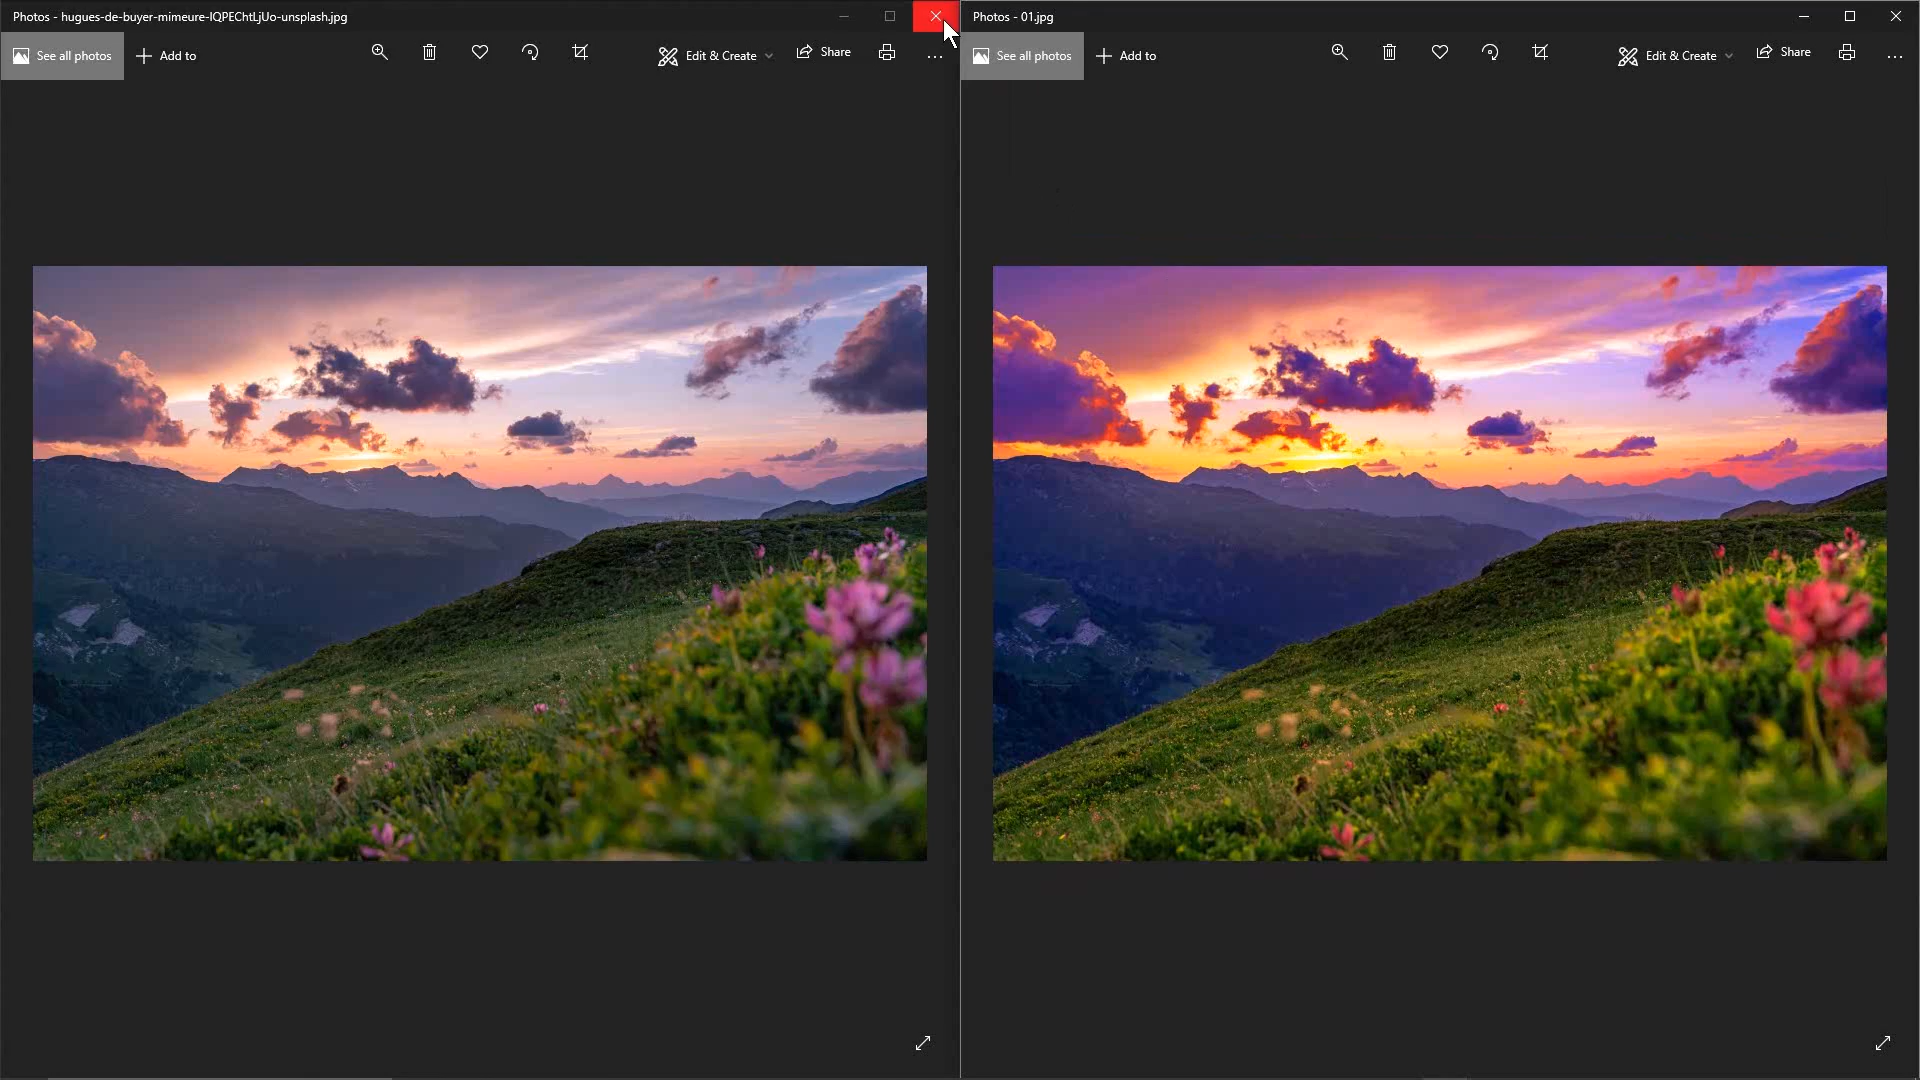 Photos - hugues-de-buyer-mimeure-IQPEChtLjUo-unsplash.jpg
See all photos
Add to
Edit & Create
Share
Photos - 01.jpg
See all photos
Add to
Edit & Create
Share